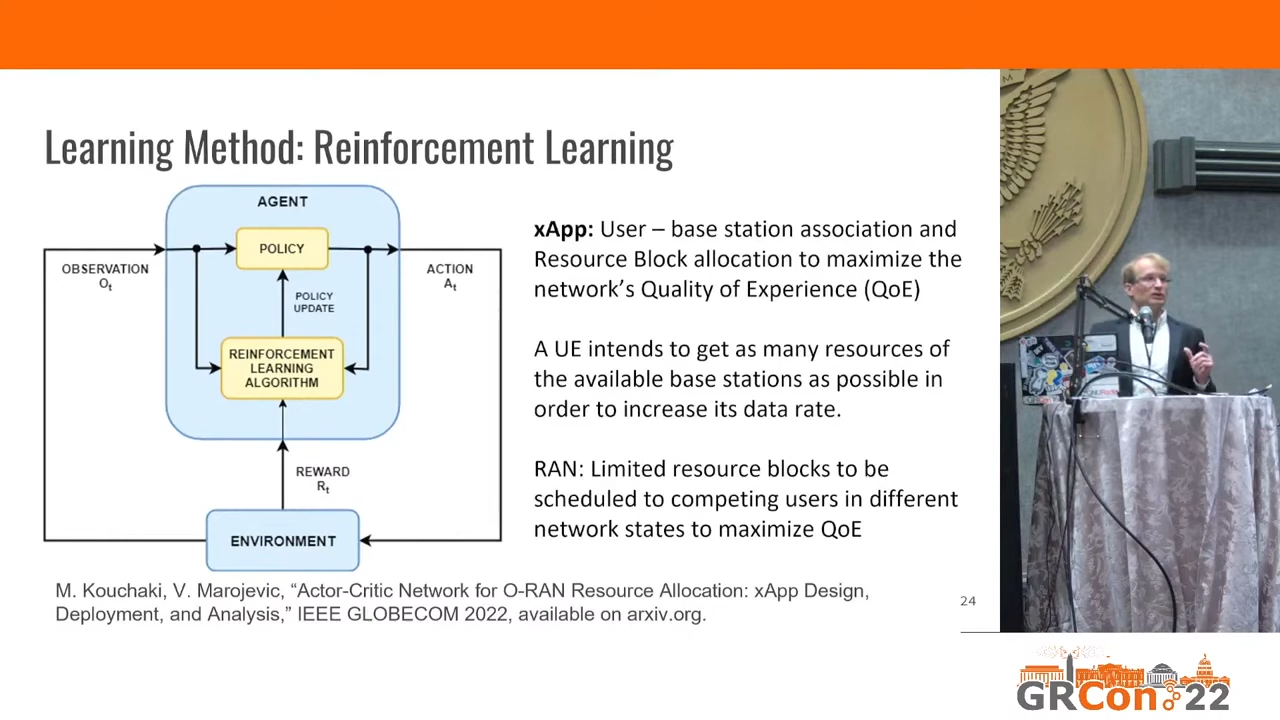 Learning Method: Reinforcement Learning
AGENT
POLICY
OBSERVATION
Ot
ACTION
At
POLICY
UPDATE
REINFORCEMENT
LEARNING
ALGORITHM
REWARD
Rt
ENVIRONMENT
xApp: User – base station association and
Resource Block allocation to maximize the
network’s Quality of Experience (QoE)
A UE intends to get as many resources of
the available base stations as possible in
order to increase its data rate.
RAN: Limited resource blocks to be
scheduled to competing users in different
network states to maximize QoE
M. Kouchaki, V. Marojevic, “Actor-Critic Network for O-RAN Resource Allocation: xApp Design,
Deployment, and Analysis,” IEEE GLOBECOM 2022, available on arxiv.org.
24
GRCon 22